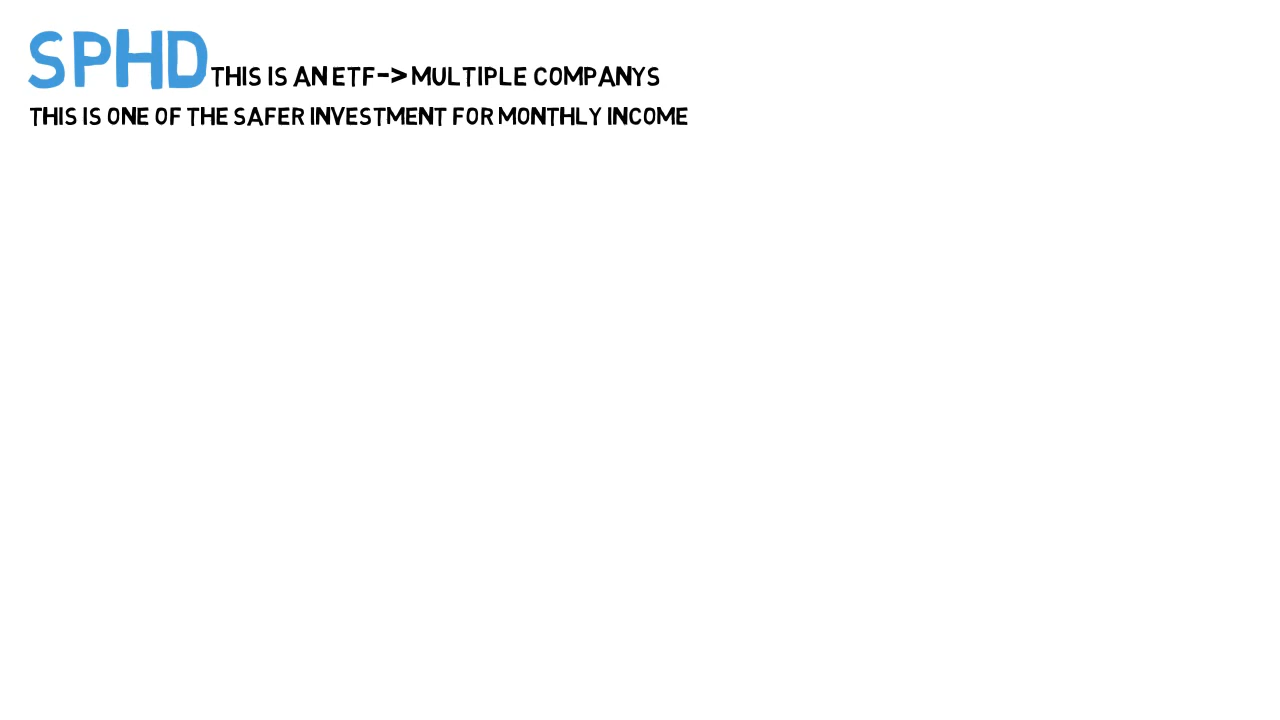 SPHD THIS IS AN ETF-> MULTIPLE COMPANYS
THIS IS ONE OF THE SAFER INVESTMENT FOR MONTHLY INCOME